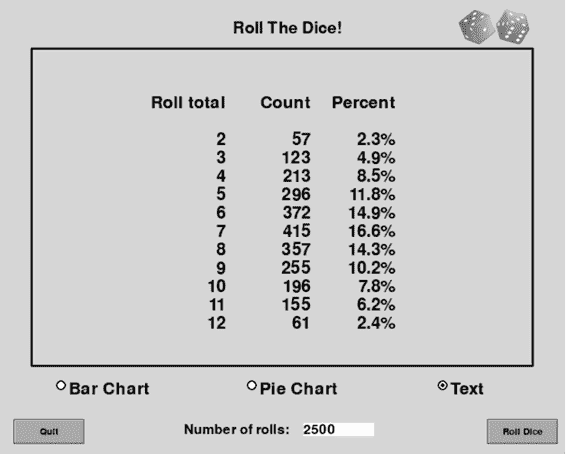 Roll The Dice!
Roll total Count Percent
2 57 2.3%
3 123 4.9%
4 213 8.5%
5 296 11.8%
6 372 14.9%
7 415 16.6%
8 357 14.3%
9 255 10.2%
10 196 7.8%
11 155 6.2%
12 61 2.4%
Bar Chart Pie Chart Text
Quit Number of rolls: 2500 Roll Dice